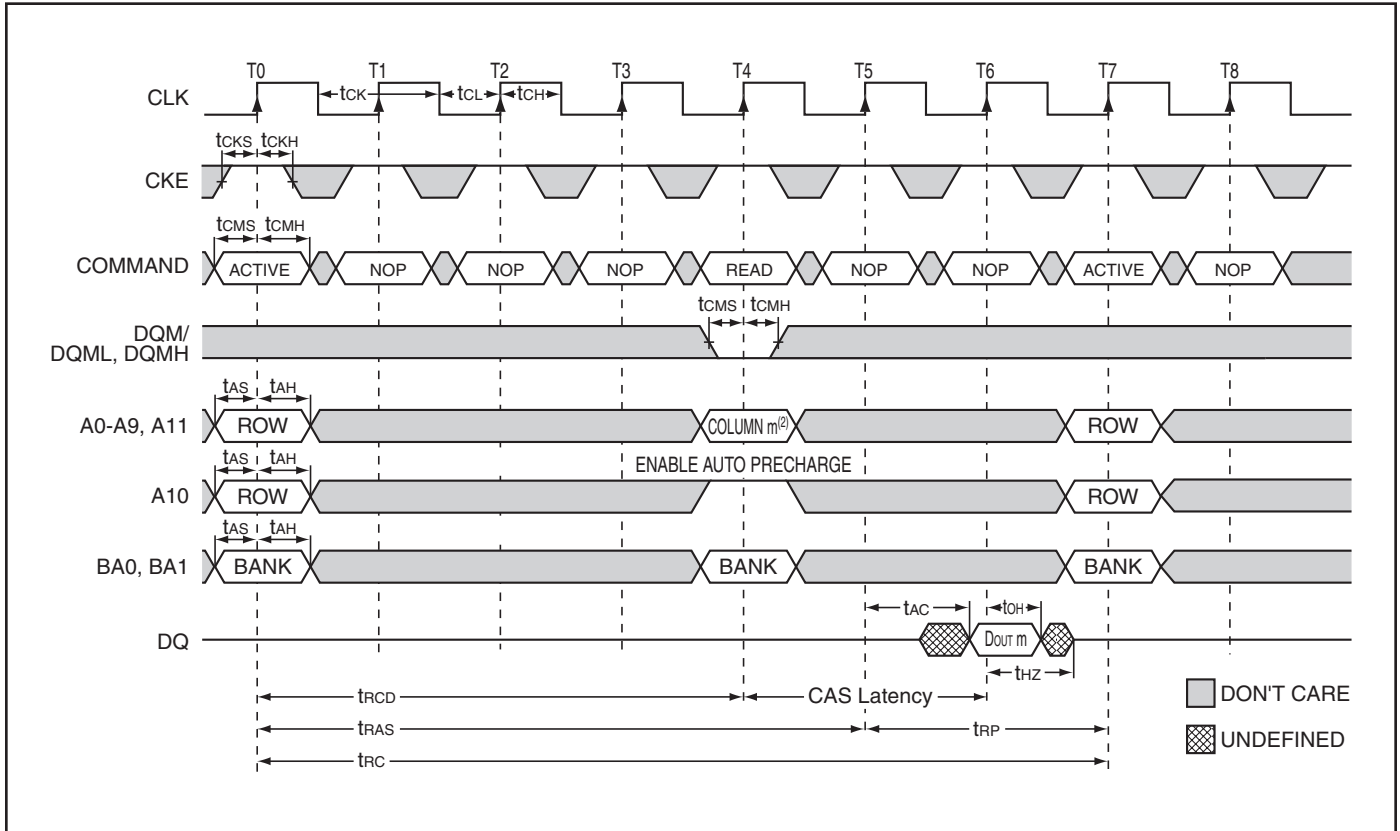 T0 T1 T2 T3 T4 T5 T6 T7 T8
CLK tCK tCL tCH
tCKS tCKH
CKE
tCMS tCMH
COMMAND ACTIVE NOP NOP NOP READ NOP NOP ACTIVE NOP
tCMS tCMH
DQM/
DQML, DQMH
tAS tAH
A0-A9, A11 ROW COLUMN m(2) ROW
tAS tAH ENABLE AUTO PRECHARGE
A10 ROW ROW
tAS tAH
BA0, BA1 BANK BANK BANK
tAC tOH
DQ DOUT m
tHZ
tRCD CAS Latency
DON'T CARE
tRAS tRP
UNDEFINED
tRC